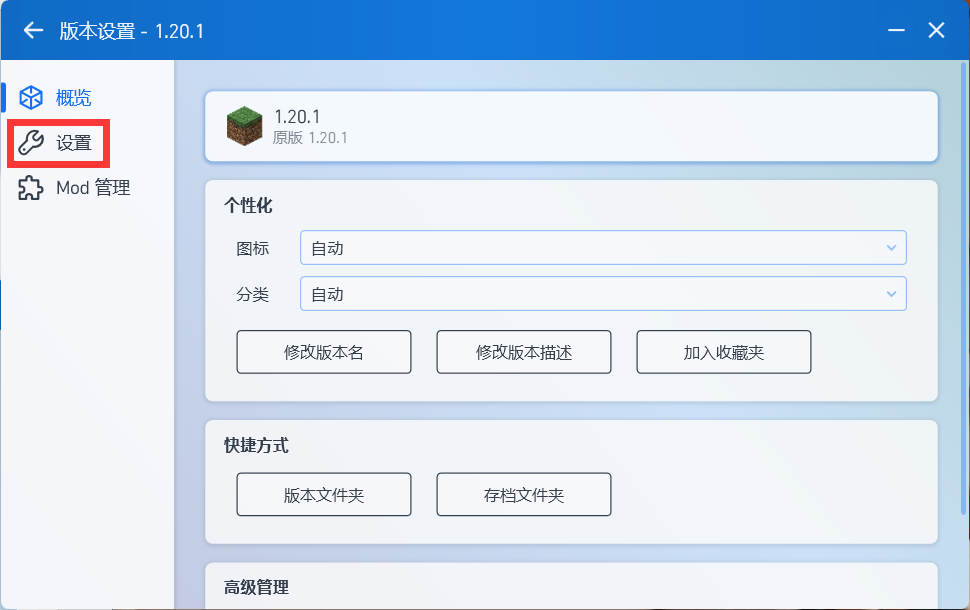 版本设置 - 1.20.1
概览
设置
Mod 管理
1.20.1
原版 1.20.1
个性化
图标 自动
分类 自动
修改版本名 修改版本描述 加入收藏夹
快捷方式
版本文件夹 存档文件夹
高级管理